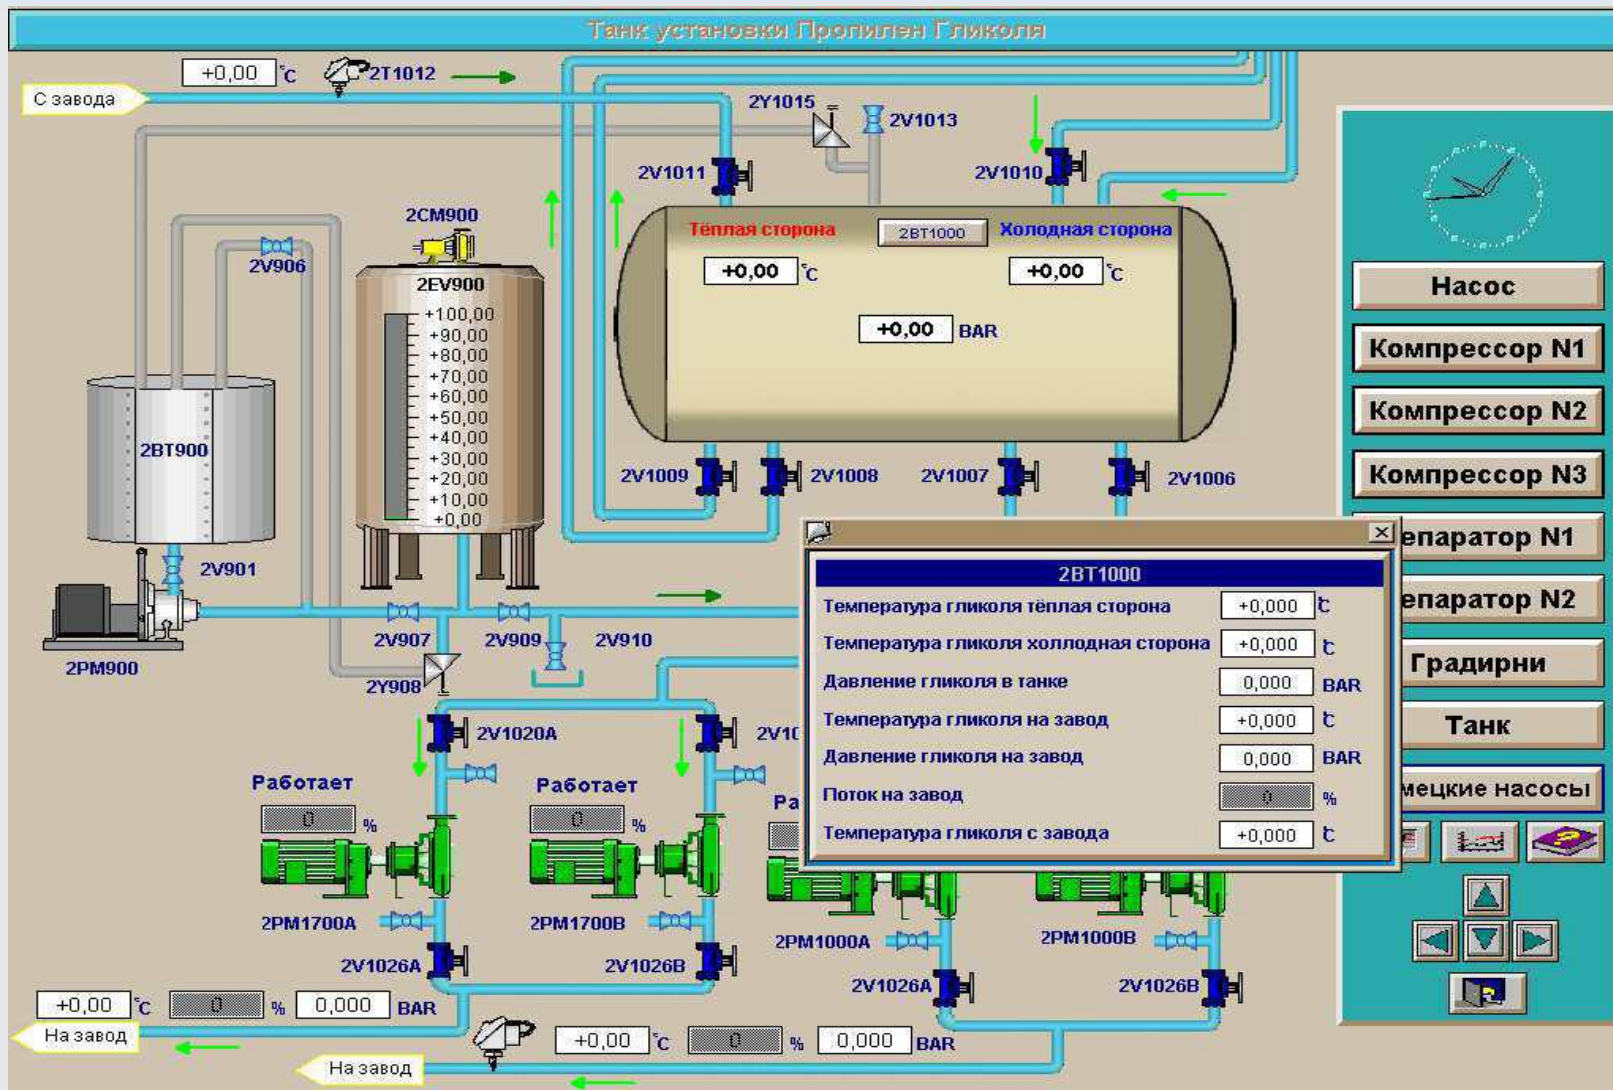 Танк установки Пропилен Гликоля
+0,00 °C 2T1012
С завода
2Y1015
2V1013
2V1011
2V1010
2CM900
Тёплая сторона
2BT1000
Холодная сторона
2V906
+0,00 °C
+0,00 °C
2EV900
+100,00
+90,00
+80,00
+70,00
+60,00
+50,00
+40,00
+30,00
+20,00
+10,00
+0,00
+0,00 BAR
2BT900
2V1009
2V1008
2V1007
2V1006
2V901
2PM900
2V907
2V909
2V910
2Y908
2V1020A
Работает
0 %
Работает
0 %
2PM1700A
2PM1700B
2PM1000A
2PM1000B
2V1026A
2V1026B
2V1026A
2V1026B
+0,00 °C 0 % 0,000 BAR
На завод
+0,00 °C 0 % 0,000 BAR
На завод
2BT1000
Температура гликоля тёплая сторона +0,000 °C
Температура гликоля холлодная сторона +0,000 °C
Давление гликоля в танке 0,000 BAR
Температура гликоля на завод +0,000 °C
Давление гликоля на завод 0,000 BAR
Поток на завод 0 %
Температура гликоля с завода +0,000 °C
Насос
Компрессор N1
Компрессор N2
Компрессор N3
епаратор N1
епаратор N2
Градирни
Танк
мецкие насосы